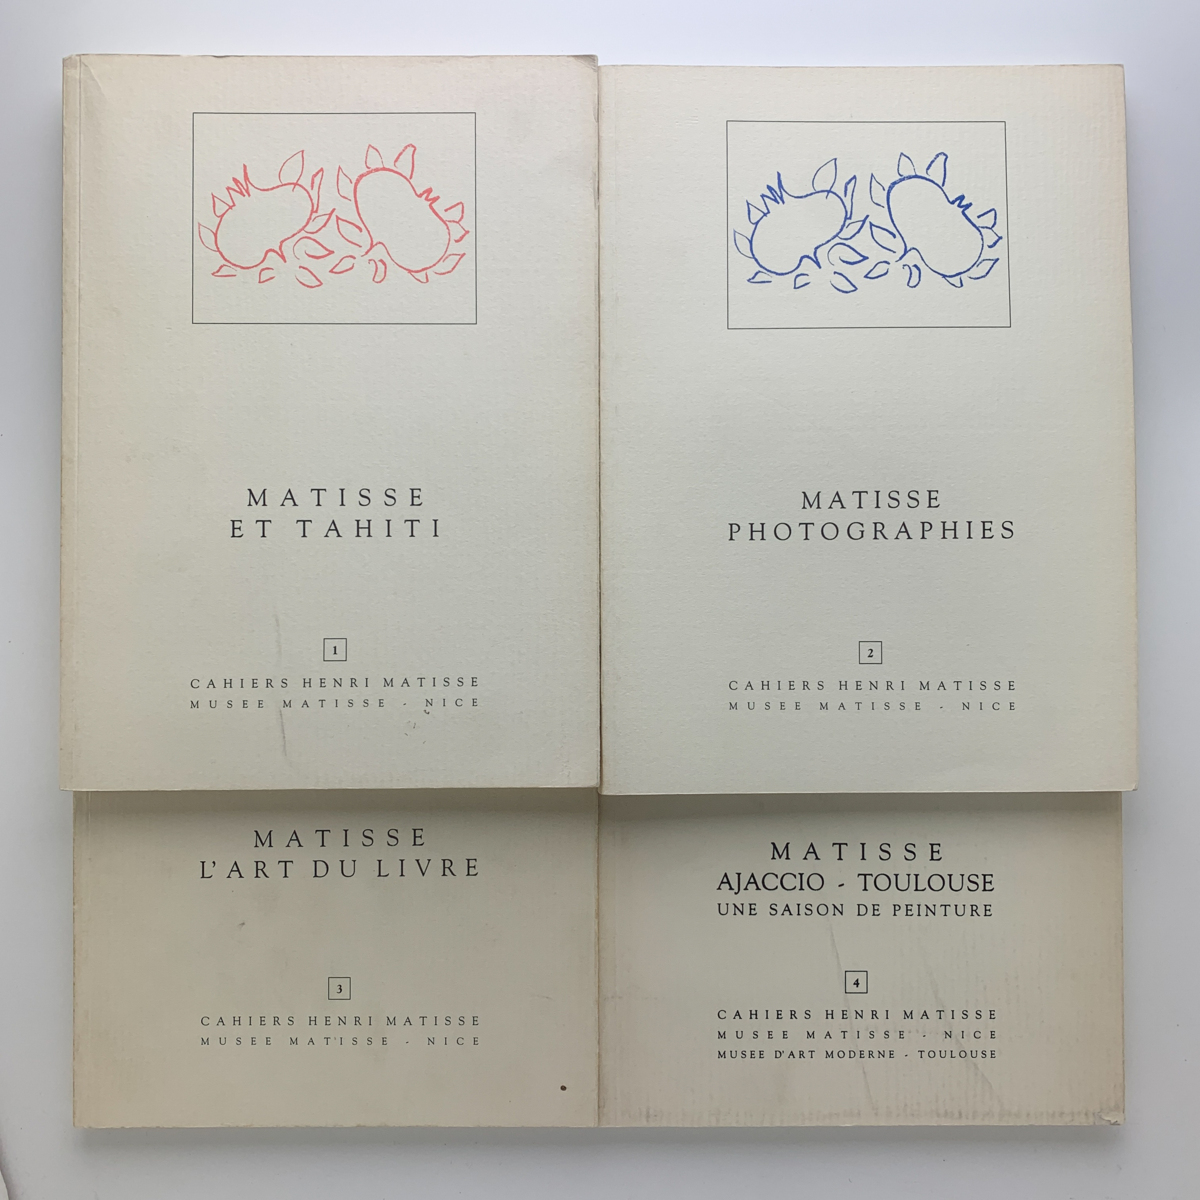 MATISSE
ET TAHITI
1
CAHIERS HENRI MATISSE
MUSEE MATISSE - NICE
MATISSE
PHOTOGRAPHIES
2
CAHIERS HENRI MATISSE
MUSEE MATISSE - NICE
MATISSE
L'ART DU LIVRE
3
CAHIERS HENRI MATISSE
MUSEE MATISSE - NICE
MATISSE
AJACCIO - TOULOUSE
UNE SAISON DE PEINTURE
4
CAHIERS HENRI MATISSE
MUSEE MATISSE - NICE
MUSEE D'ART MODERNE - TOULOUSE